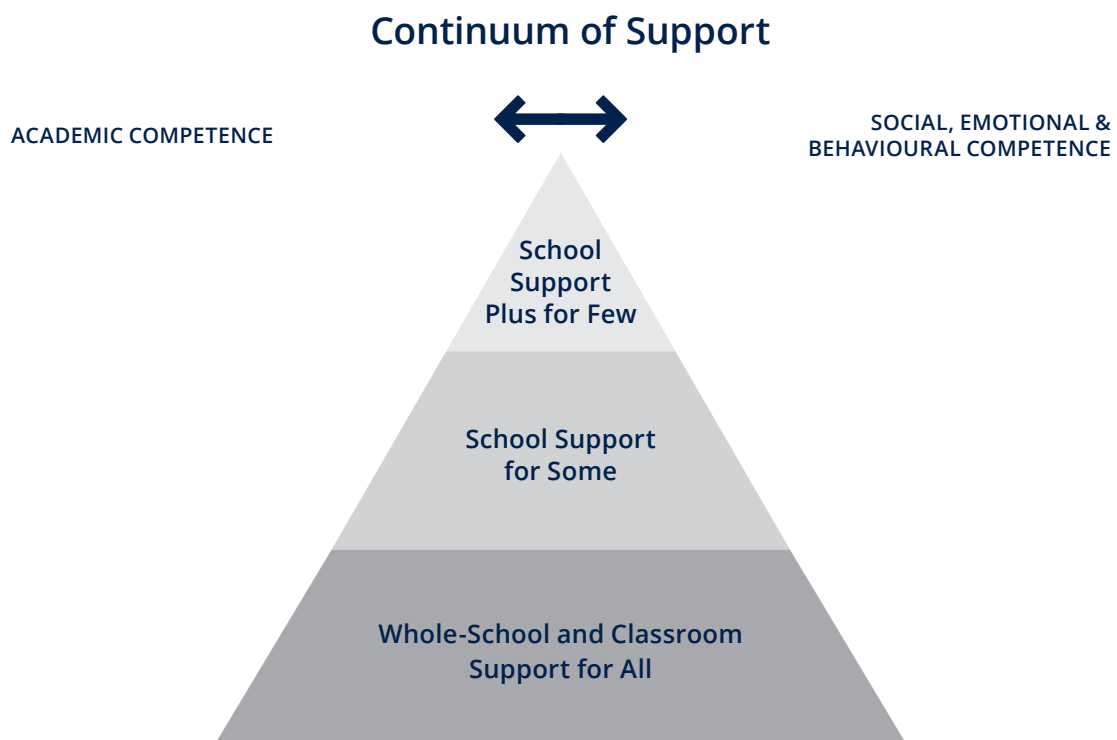 Continuum of Support
ACADEMIC COMPETENCE
SOCIAL, EMOTIONAL &
BEHAVIOURAL COMPETENCE
School
Support
Plus for Few
School Support
for Some
Whole-School and Classroom
Support for All